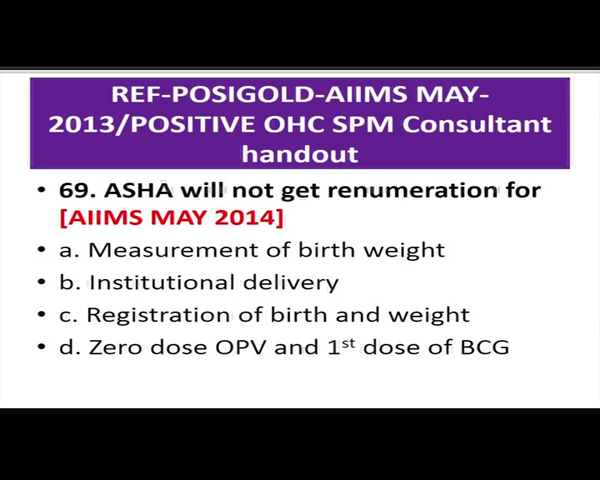 REF-POSIGOLD-AIIMS MAY-
2013/POSITIVE OHC SPM Consultant
handout
• 69. ASHA will not get renumeration for
[AIIMS MAY 2014]
• a. Measurement of birth weight
• b. Institutional delivery
• c. Registration of birth and weight
• d. Zero dose OPV and 1st dose of BCG